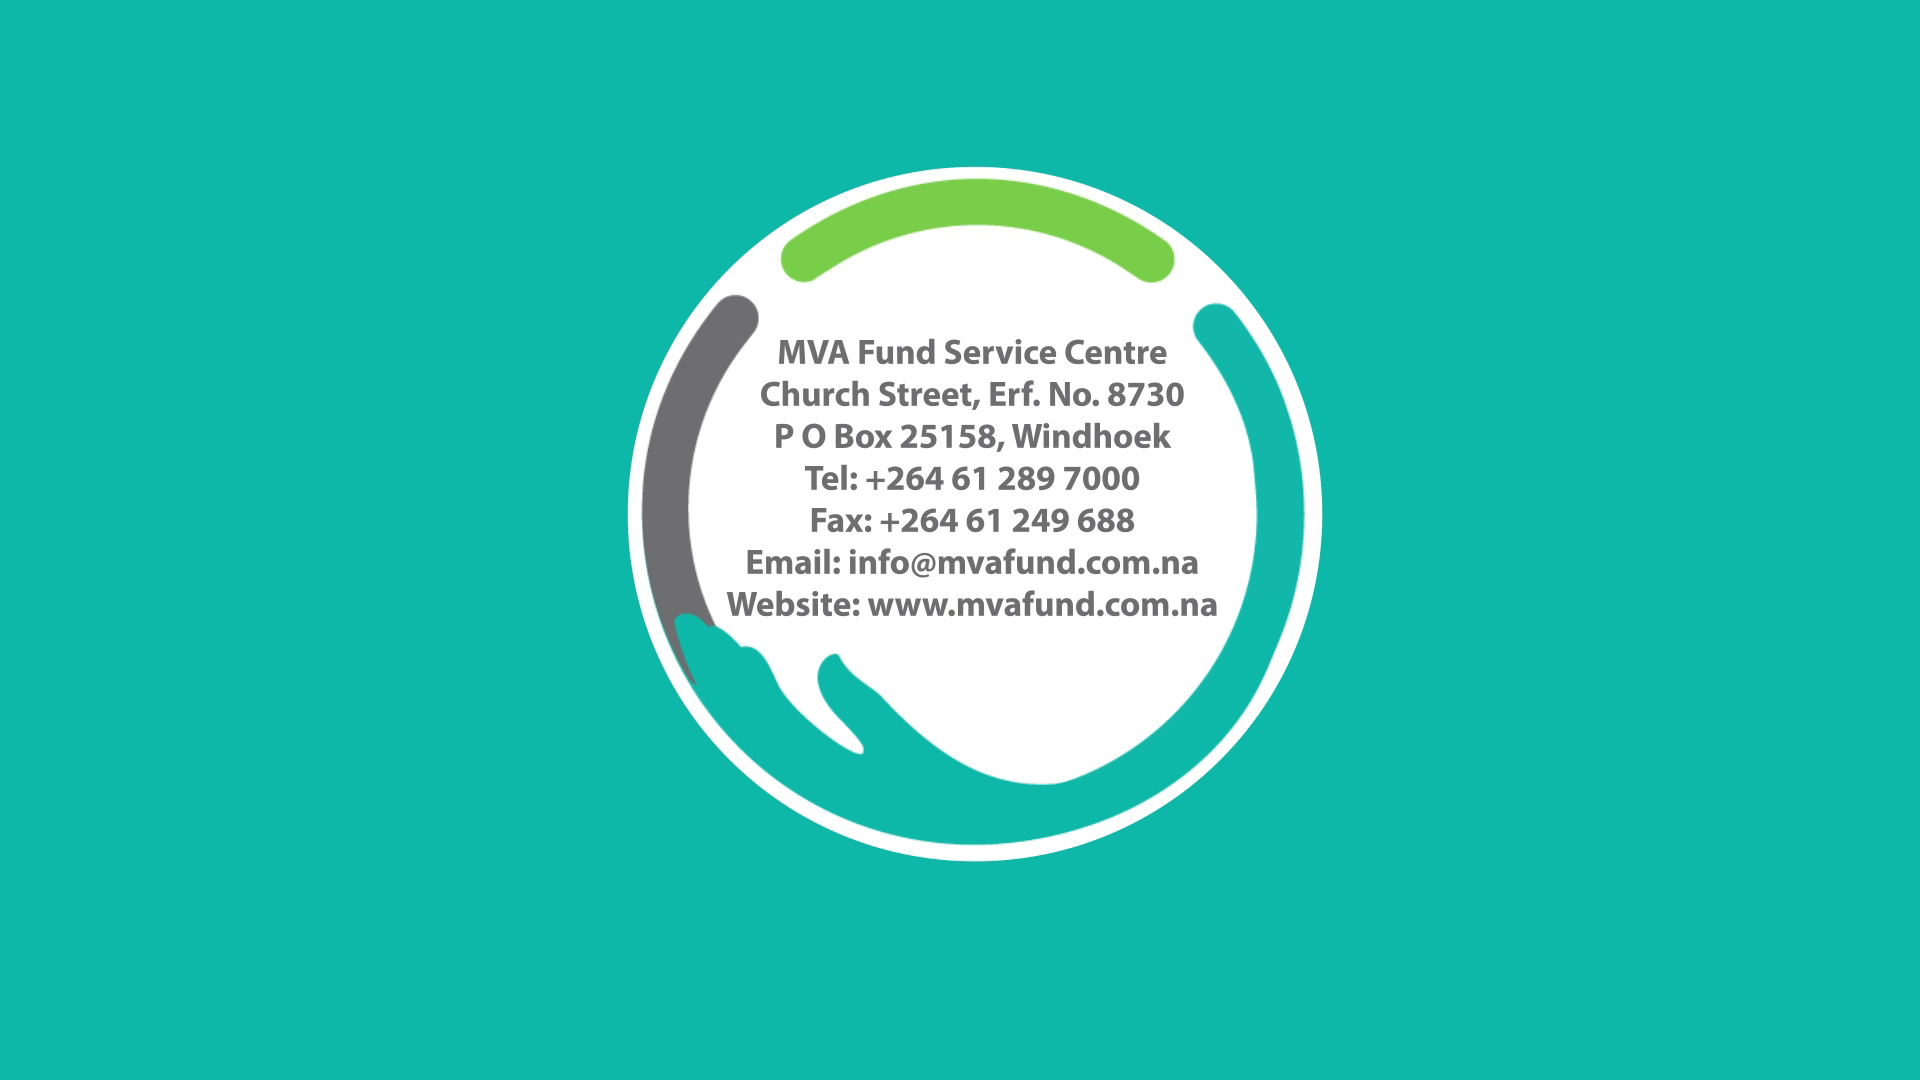 MVA Fund Service Centre
Church Street, Erf. No. 8730
P O Box 25158, Windhoek
Tel: +264 61 289 7000
Fax: +264 61 249 688
Email: info@mvafund.com.na
Website: www.mvafund.com.na